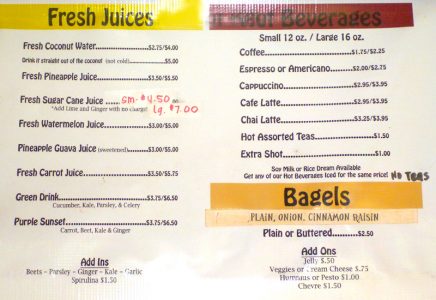 Fresh Juices
Fresh Coconut Water...$2.75/$4.00
Drink it straight out of the coconut (not cold)...$5.00
Fresh Pineapple Juice...$3.50/$5.50
Fresh Sugar Cane Juice ...... sm-$4.50
*Add Lime and Ginger with no charge! lg. $7.00
Fresh Watermelon Juice...$3.00/$5.00
Pineapple Guava Juice (sweetened)...$3.00/$5.00
Fresh Carrot Juice...$3.50/$5.75
Green Drink...$3.75/$6.50
Cucumber, Kale, Parsley, & Celery
Purple Sunset...$3.75/$6.50
Carrot, Beet, Kale & Ginger
Add Ins
Beets ~ Parsley ~ Ginger ~ Kale ~ Garlic
Spirulina $1.50
Beverages
Small 12 oz. / Large 16 oz.
Coffee...$1.75/$2.25
Espresso or Americano...$2.00/$2.75
Cappuccino...$2.95/$3.95
Cafe Latte...$2.95/$3.95
Chai Latte...$3.25/$3.95
Hot Assorted Teas...$1.50
Extra Shot...$1.00
Soy Milk or Rice Dream Available
Get any of our Hot Beverages Iced for the same price! No Teas
Bagels
PLAIN, ONION, CINNAMON RAISIN
Plain or Buttered...$2.50
Add Ons
Jelly $.50
Veggies or Cream Cheese $.75
Hummus or Pesto $1.00
Chevre $1.50